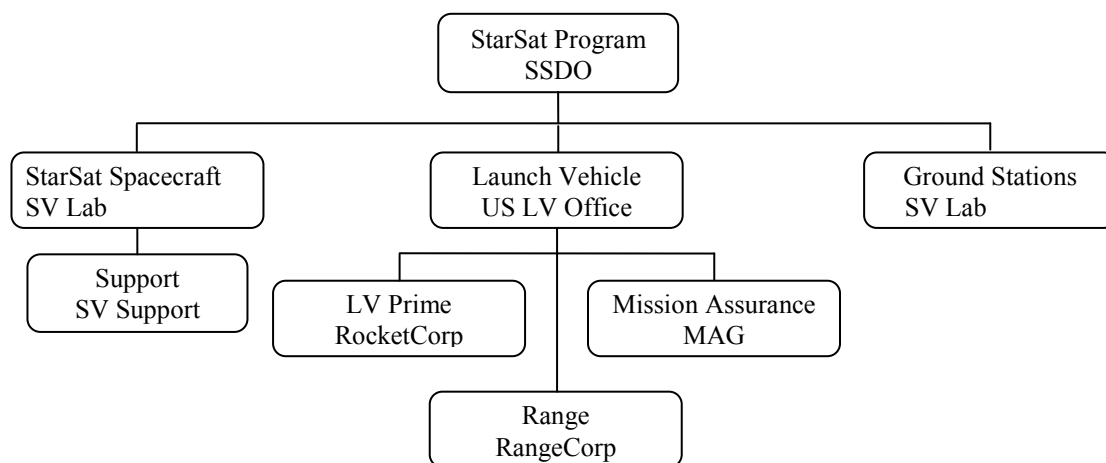 StarSat Program
SSDO
StarSat Spacecraft
SV Lab
Launch Vehicle
US LV Office
Ground Stations
SV Lab
Support
SV Support
LV Prime
RocketCorp
Mission Assurance
MAG
Range
RangeCorp